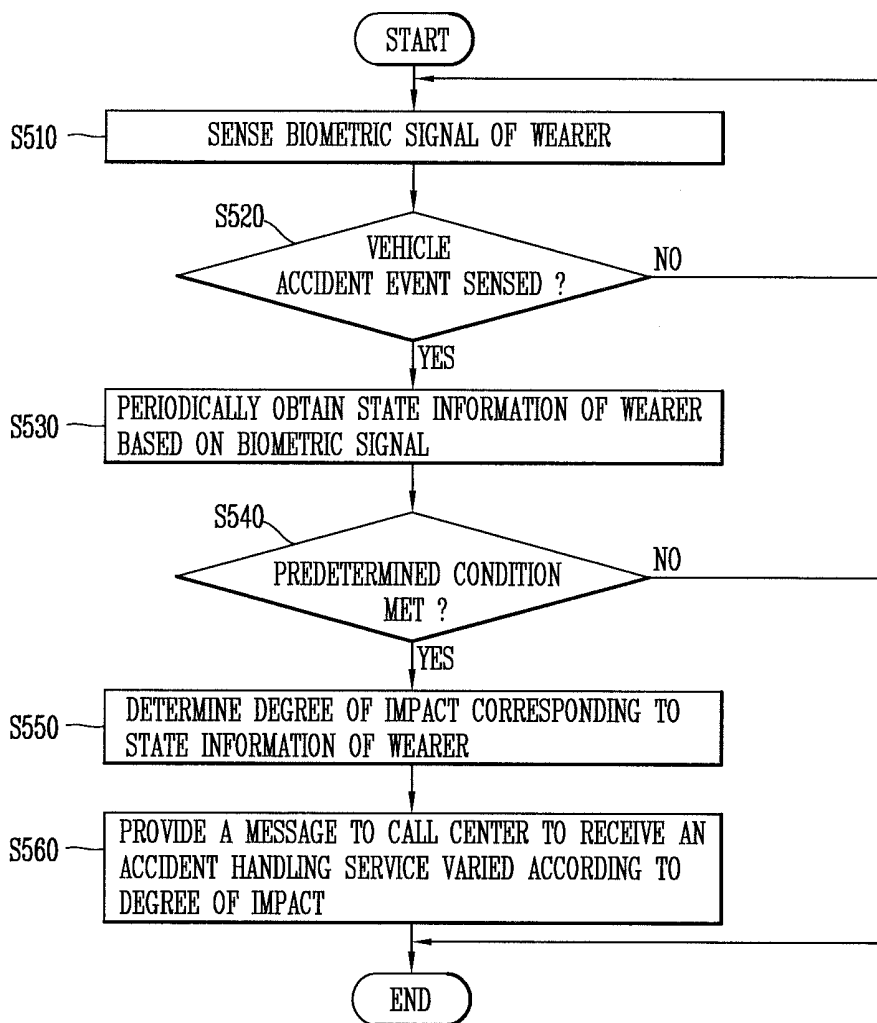 START
S510
SENSE BIOMETRIC SIGNAL OF WEARER
S520
VEHICLE
ACCIDENT EVENT SENSED ?
NO
YES
S530
PERIODICALLY OBTAIN STATE INFORMATION OF WEARER
BASED ON BIOMETRIC SIGNAL
S540
PREDETERMINED CONDITION
MET ?
NO
YES
S550
DETERMINE DEGREE OF IMPACT CORRESPONDING TO
STATE INFORMATION OF WEARER
S560
PROVIDE A MESSAGE TO CALL CENTER TO RECEIVE AN
ACCIDENT HANDLING SERVICE VARIED ACCORDING TO
DEGREE OF IMPACT
END